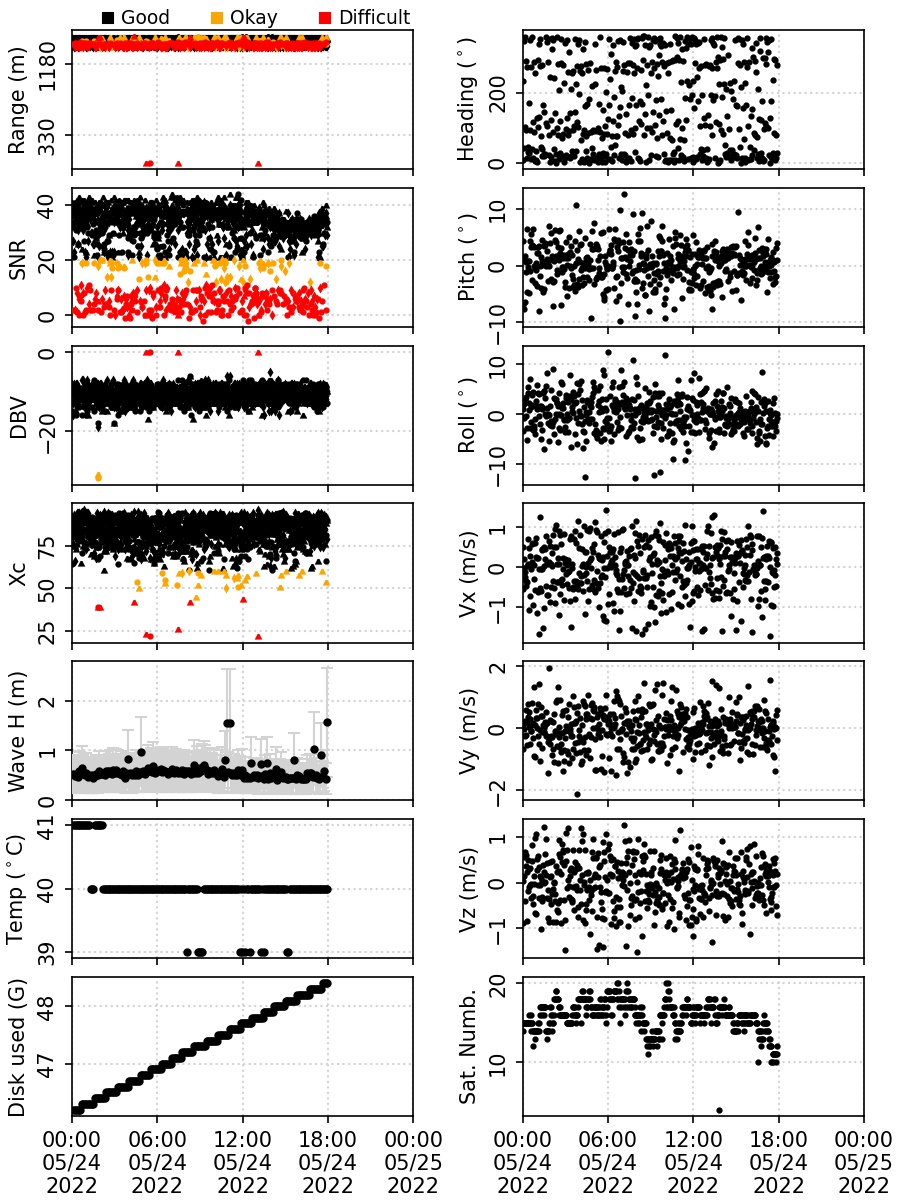 Good Okay Difficult
Range (m)
1180
330
Heading (°)
200
0
SNR
40
20
0
Pitch (°)
10
0
−10
DBV
0
−20
Roll (°)
10
0
−10
Xc
75
50
25
Vx (m/s)
1
0
−1
Wave H (m)
2
1
0
Vy (m/s)
2
0
−2
Temp (°C)
41
40
39
Vz (m/s)
1
0
−1
Disk used (G)
48
47
Sat. Numb.
20
10
00:00 06:00 12:00 18:00 00:00
05/24 05/24 05/24 05/24 05/25
2022 2022 2022 2022 2022
00:00 06:00 12:00 18:00 00:00
05/24 05/24 05/24 05/24 05/25
2022 2022 2022 2022 2022